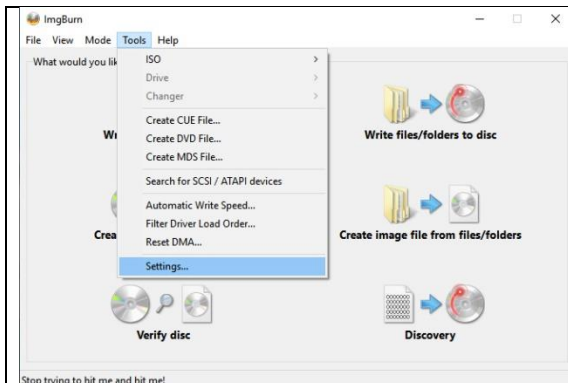 ImgBurn
File View Mode Tools Help
What would you lik
ISO
Drive
Changer
Create CUE File...
Create DVD File...
Create MDS File...
Search for SCSI / ATAPI devices
Automatic Write Speed...
Filter Driver Load Order...
Reset DMA...
Settings...
Wr
Write files/folders to disc
Crea
Create image file from files/folders
Verify disc
Discovery
Stop trying to hit me and hit me!